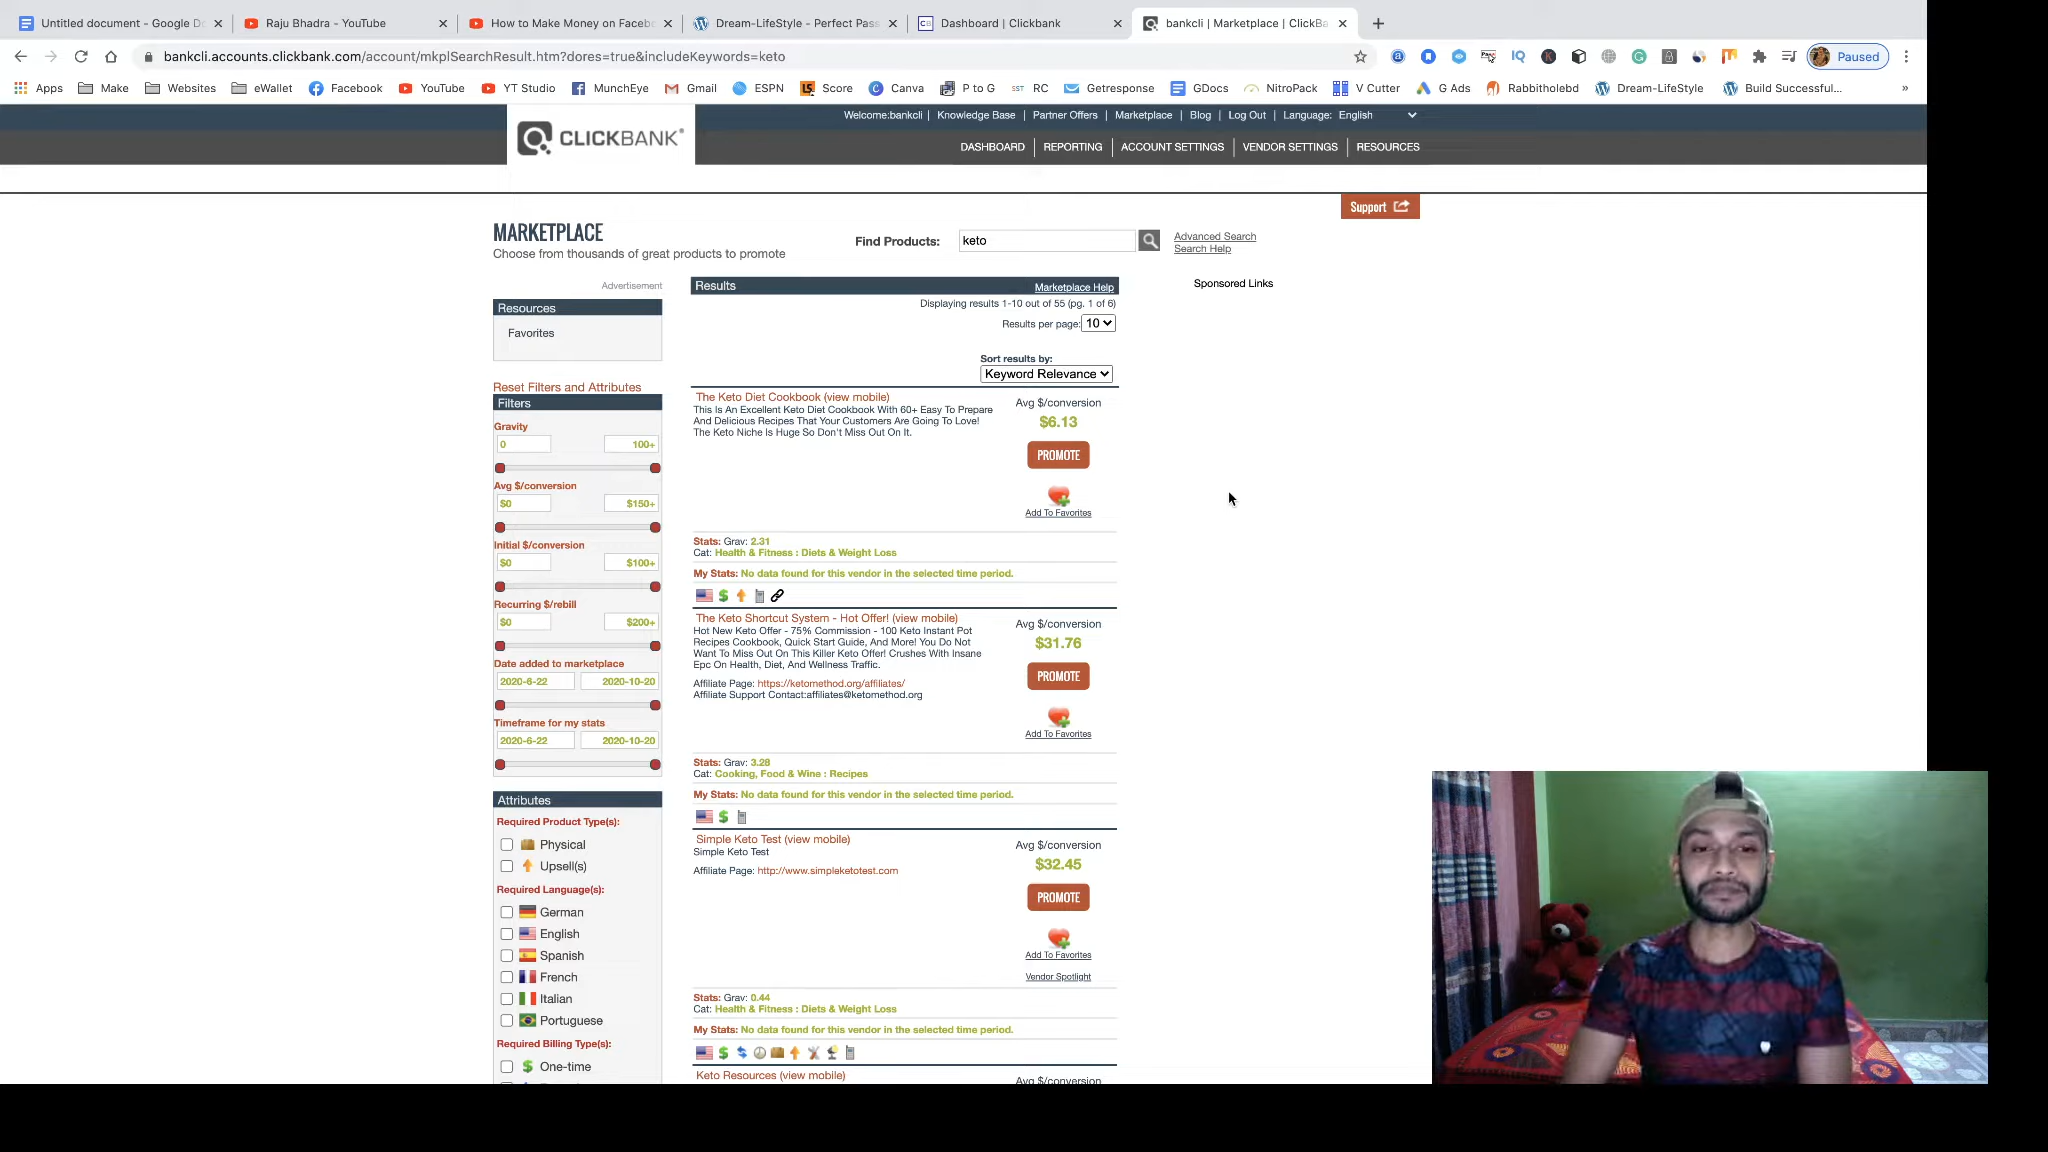 Untitled document - Google D
Raju Bhadra - YouTube
How to Make Money on Facebo
Dream-LifeStyle - Perfect Pass
Dashboard | Clickbank
bankcli | Marketplace | ClickBa
bankcli.accounts.clickbank.com/account/mkplSearchResult.htm?dores=true&includeKeywords=keto
Paused
Apps
Make
Websites
eWallet
Facebook
YouTube
YT Studio
MunchEye
Gmail
ESPN
Score
Canva
P to G
RC
Getresponse
GDocs
NitroPack
V Cutter
G Ads
Rabbitholebd
Dream-LifeStyle
Build Successful...
»
CLICKBANK®
Welcome:bankcli | Knowledge Base | Partner Offers | Marketplace | Blog | Log Out | Language: English
DASHBOARD | REPORTING | ACCOUNT SETTINGS | VENDOR SETTINGS | RESOURCES
Support
MARKETPLACE
Choose from thousands of great products to promote
Find Products:
keto
Advanced Search
Search Help
Advertisement
Resources
Favorites
Reset Filters and Attributes
Filters
Gravity
0 100+
Avg $/conversion
$0 $150+
Initial $/conversion
$0 $100+
Recurring $/rebill
$0 $200+
Date added to marketplace
2020-6-22 2020-10-20
Timeframe for my stats
2020-6-22 2020-10-20
Attributes
Required Product Type(s):
Physical
Upsell(s)
Required Language(s):
German
English
Spanish
French
Italian
Portuguese
Required Billing Type(s):
One-time
Results
Marketplace Help
Displaying results 1-10 out of 55 (pg. 1 of 6)
Results per page: 10
Sort results by:
Keyword Relevance
The Keto Diet Cookbook (view mobile)
This Is An Excellent Keto Diet Cookbook With 60+ Easy To Prepare
And Delicious Recipes That Your Customers Are Going To Love!
The Keto Niche Is Huge So Don't Miss Out On It.
Avg $/conversion
$6.13
PROMOTE
Add To Favorites
Stats: Grav: 2.31
Cat: Health & Fitness : Diets & Weight Loss
My Stats: No data found for this vendor in the selected time period.
The Keto Shortcut System - Hot Offer! (view mobile)
Hot New Keto Offer - 75% Commission - 100 Keto Instant Pot
Recipes Cookbook, Quick Start Guide, And More! You Do Not
Want To Miss Out On This Killer Keto Offer! Crushes With Insane
Epc On Health, Diet, And Wellness Traffic.
Affiliate Page: https://ketomethod.org/affiliates/
Affiliate Support Contact:affiliates@ketomethod.org
Avg $/conversion
$31.76
PROMOTE
Add To Favorites
Stats: Grav: 3.28
Cat: Cooking, Food & Wine : Recipes
My Stats: No data found for this vendor in the selected time period.
Simple Keto Test (view mobile)
Simple Keto Test
Affiliate Page: http://www.simpleketotest.com
Avg $/conversion
$32.45
PROMOTE
Add To Favorites
Vendor Spotlight
Stats: Grav: 0.44
Cat: Health & Fitness : Diets & Weight Loss
My Stats: No data found for this vendor in the selected time period.
Keto Resources (view mobile)
Avg $/conversion
Sponsored Links